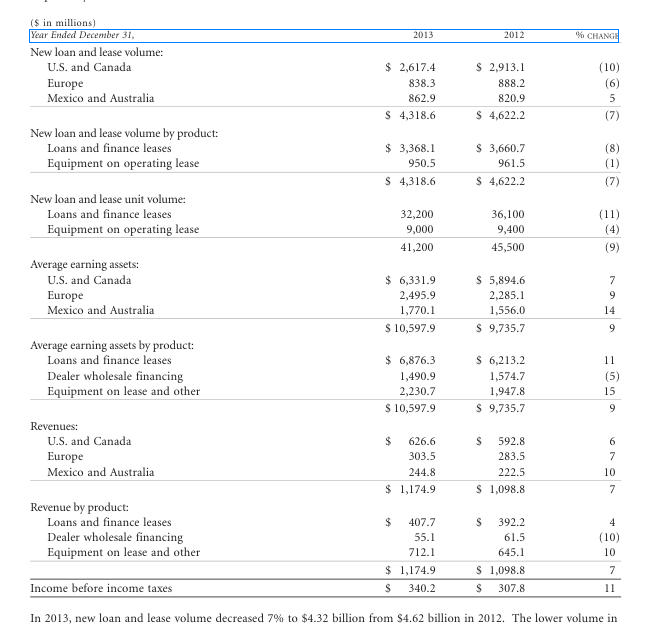 ($ in millions)
Year Ended December 31, 2013 2012 % CHANGE
New loan and lease volume:
U.S. and Canada $ 2,617.4 $ 2,913.1 (10)
Europe 838.3 888.2 (6)
Mexico and Australia 862.9 820.9 5
$ 4,318.6 $ 4,622.2 (7)
New loan and lease volume by product:
Loans and finance leases $ 3,368.1 $ 3,660.7 (8)
Equipment on operating lease 950.5 961.5 (1)
$ 4,318.6 $ 4,622.2 (7)
New loan and lease unit volume:
Loans and finance leases 32,200 36,100 (11)
Equipment on operating lease 9,000 9,400 (4)
41,200 45,500 (9)
Average earning assets:
U.S. and Canada $ 6,331.9 $ 5,894.6 7
Europe 2,495.9 2,285.1 9
Mexico and Australia 1,770.1 1,556.0 14
$ 10,597.9 $ 9,735.7 9
Average earning assets by product:
Loans and finance leases $ 6,876.3 $ 6,213.2 11
Dealer wholesale financing 1,490.9 1,574.7 (5)
Equipment on lease and other 2,230.7 1,947.8 15
$ 10,597.9 $ 9,735.7 9
Revenues:
U.S. and Canada $ 626.6 $ 592.8 6
Europe 303.5 283.5 7
Mexico and Australia 244.8 222.5 10
$ 1,174.9 $ 1,098.8 7
Revenue by product:
Loans and finance leases $ 407.7 $ 392.2 4
Dealer wholesale financing 55.1 61.5 (10)
Equipment on lease and other 712.1 645.1 10
$ 1,174.9 $ 1,098.8 7
Income before income taxes $ 340.2 $ 307.8 11
In 2013, new loan and lease volume decreased 7% to $4.32 billion from $4.62 billion in 2012. The lower volume in